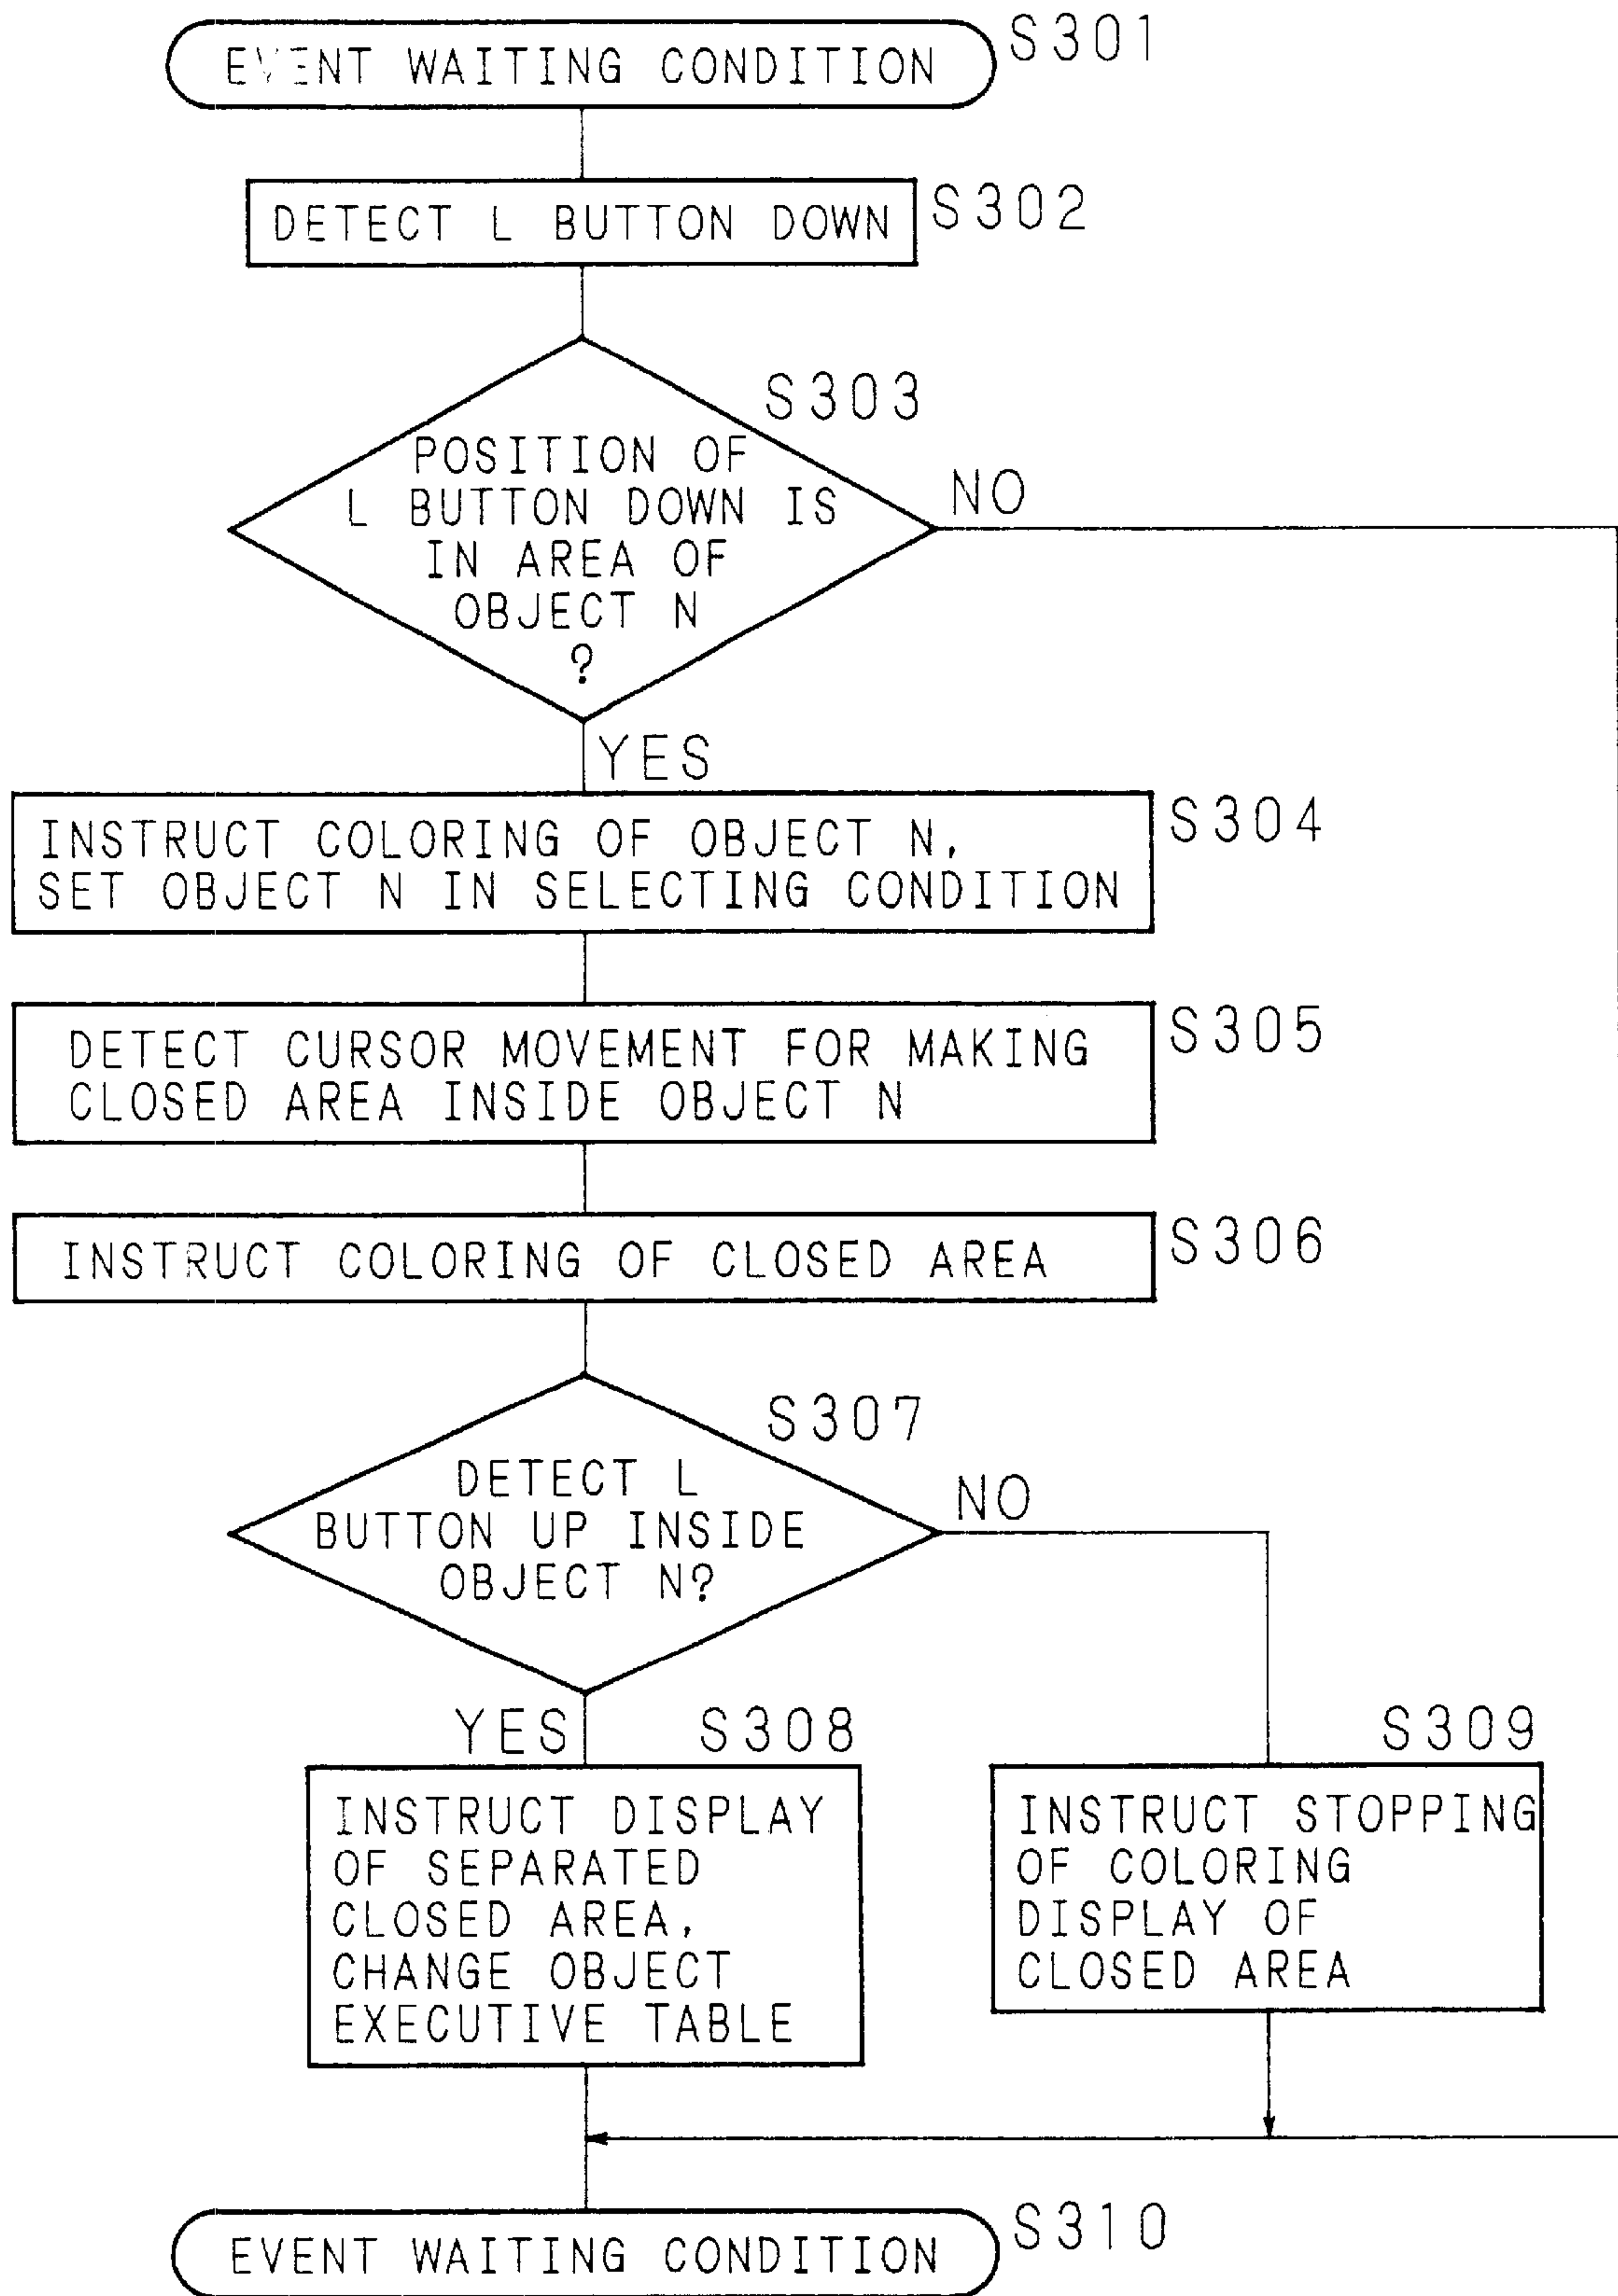 EVENT WAITING CONDITION S301
DETECT L BUTTON DOWN S302
S303
POSITION OF
L BUTTON DOWN IS
IN AREA OF
OBJECT N
?
NO
YES
S304
INSTRUCT COLORING OF OBJECT N,
SET OBJECT N IN SELECTING CONDITION
S305
DETECT CURSOR MOVEMENT FOR MAKING
CLOSED AREA INSIDE OBJECT N
INSTRUCT COLORING OF CLOSED AREA S306
S307
DETECT L
BUTTON UP INSIDE
OBJECT N?
NO
YES S308
INSTRUCT DISPLAY
OF SEPARATED
CLOSED AREA,
CHANGE OBJECT
EXECUTIVE TABLE
S309
INSTRUCT STOPPING
OF COLORING
DISPLAY OF
CLOSED AREA
EVENT WAITING CONDITION S310